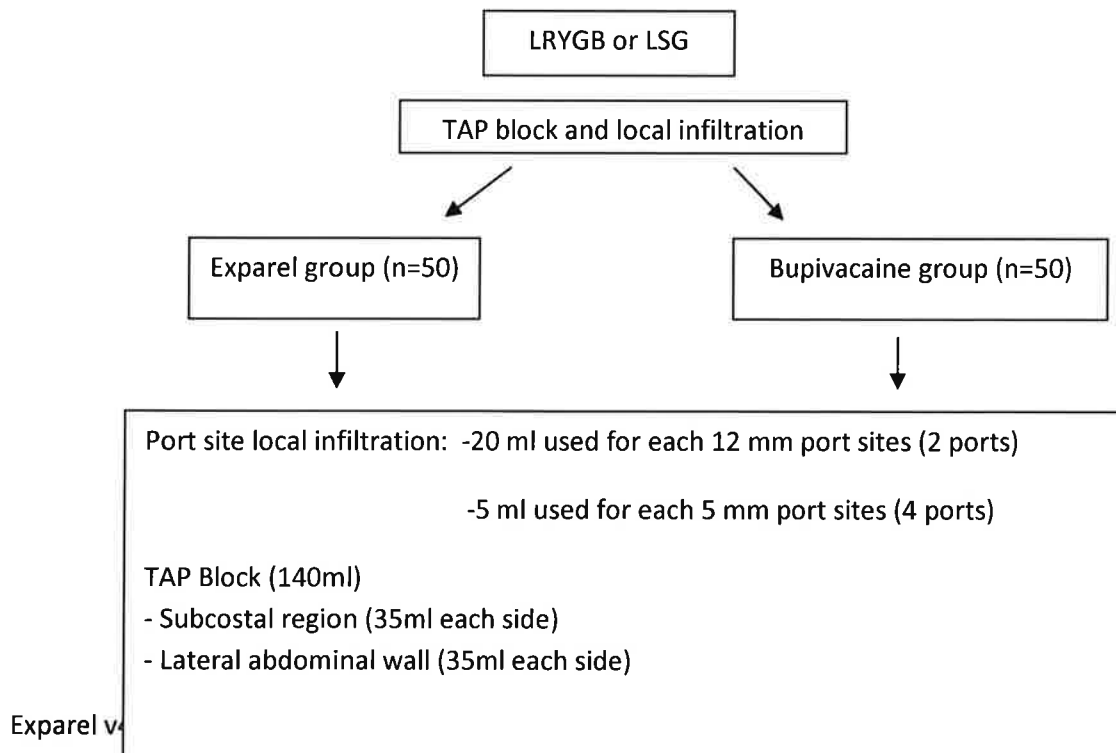 LRYGB or LSG
TAP block and local infiltration
Exparel group (n=50)
Bupivacaine group (n=50)
Port site local infiltration: -20 ml used for each 12 mm port sites (2 ports)
-5 ml used for each 5 mm port sites (4 ports)
TAP Block (140ml)
- Subcostal region (35ml each side)
- Lateral abdominal wall (35ml each side)
Exparel